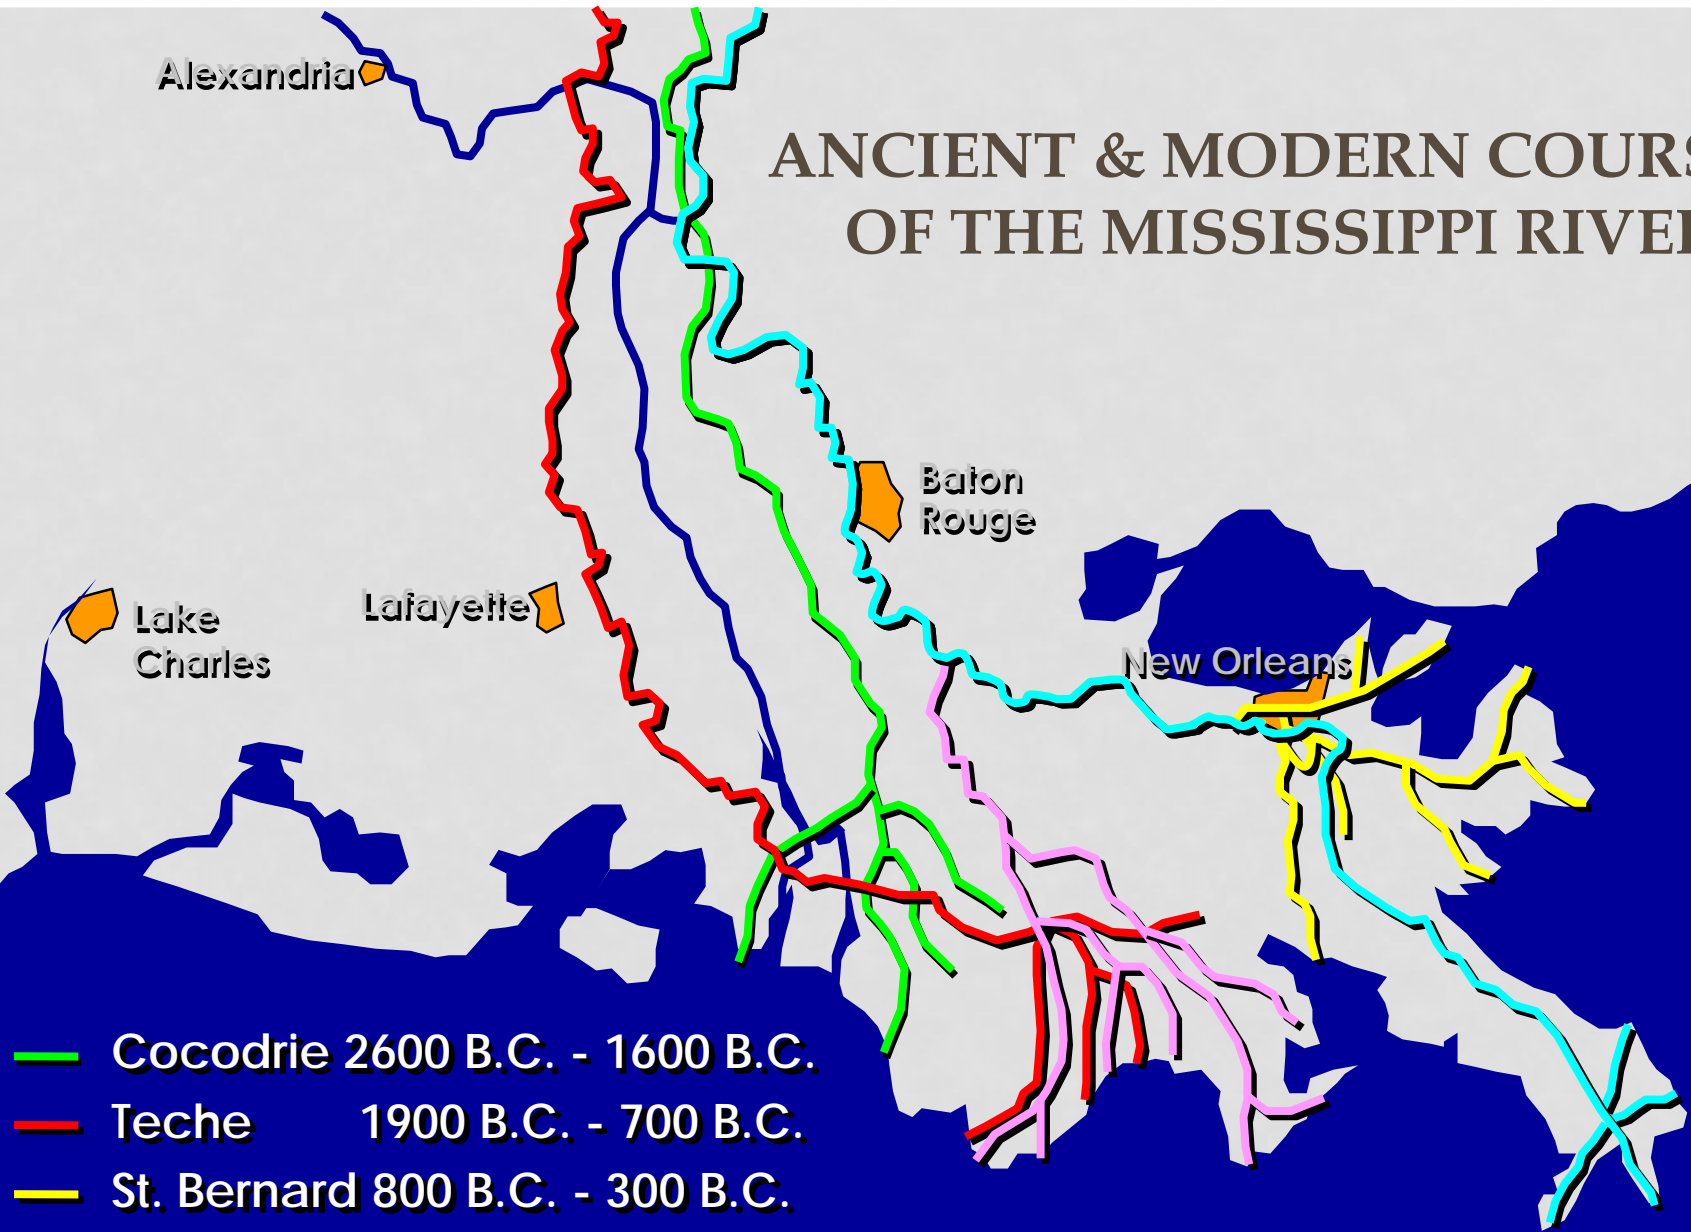 Alexandria
ANCIENT & MODERN COURS
OF THE MISSISSIPPI RIVER
Baton
Rouge
Lafayette
Lake
Charles
New Orleans
Cocodrie 2600 B.C. - 1600 B.C.
Teche 1900 B.C. - 700 B.C.
St. Bernard 800 B.C. - 300 B.C.